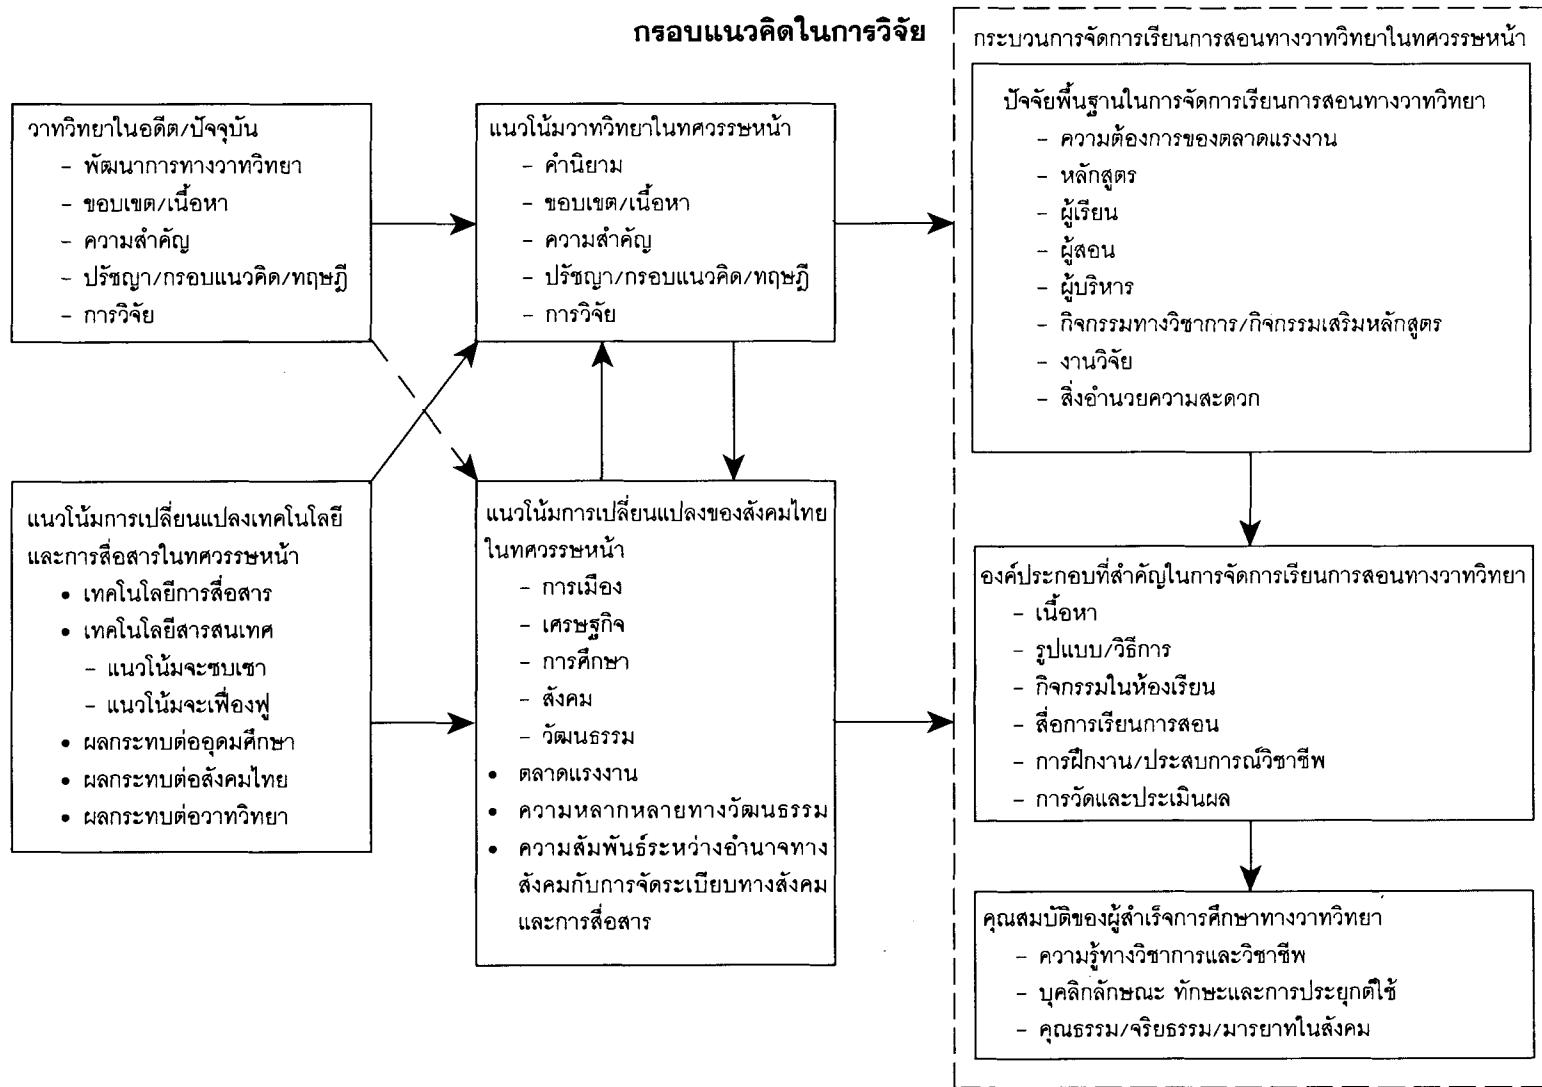 กรอบแนวคิดในการวิจัย
วาทวิทยาในอดีต/ปัจจุบัน
– พัฒนาการทางวาทวิทยา
– ขอบเขต/เนื้อหา
– ความสำคัญ
– ปรัชญา/กรอบแนวคิด/ทฤษฎี
– การวิจัย
แนวโน้มวาทวิทยาในทศวรรษหน้า
– คำนิยาม
– ขอบเขต/เนื้อหา
– ความสำคัญ
– ปรัชญา/กรอบแนวคิด/ทฤษฎี
– การวิจัย
แนวโน้มการเปลี่ยนแปลงเทคโนโลยี
และการสื่อสารในทศวรรษหน้า
• เทคโนโลยีการสื่อสาร
• เทคโนโลยีสารสนเทศ
– แนวโน้มจะซบเซา
– แนวโน้มจะเฟื่องฟู
• ผลกระทบต่ออุดมศึกษา
• ผลกระทบต่อสังคมไทย
• ผลกระทบต่อวาทวิทยา
แนวโน้มการเปลี่ยนแปลงของสังคมไทย
ในทศวรรษหน้า
– การเมือง
– เศรษฐกิจ
– การศึกษา
– สังคม
– วัฒนธรรม
• ตลาดแรงงาน
• ความหลากหลายทางวัฒนธรรม
• ความสัมพันธ์ระหว่างอำนาจทาง
สังคมกับการจัดระเบียบทางสังคม
และการสื่อสาร
กระบวนการจัดการเรียนการสอนทางวาทวิทยาในทศวรรษหน้า
ปัจจัยพื้นฐานในการจัดการเรียนการสอนทางวาทวิทยา
– ความต้องการของตลาดแรงงาน
– หลักสูตร
– ผู้เรียน
– ผู้สอน
– ผู้บริหาร
– กิจกรรมทางวิชาการ/กิจกรรมเสริมหลักสูตร
– งานวิจัย
– สิ่งอำนวยความสะดวก
องค์ประกอบที่สำคัญในการจัดการเรียนการสอนทางวาทวิทยา
– เนื้อหา
– รูปแบบ/วิธีการ
– กิจกรรมในห้องเรียน
– สื่อการเรียนการสอน
– การฝึกงาน/ประสบการณ์วิชาชีพ
– การวัดและประเมินผล
คุณสมบัติของผู้สำเร็จการศึกษาทางวาทวิทยา
– ความรู้ทางวิชาการและวิชาชีพ
– บุคลิกลักษณะ ทักษะและการประยุกต์ใช้
– คุณธรรม/จริยธรรม/มารยาทในสังคม